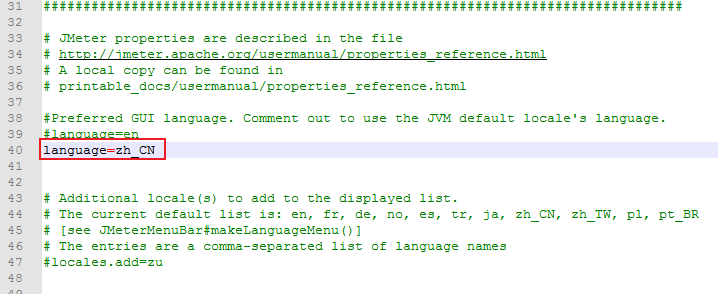 31 ################################################################################
32
33 # JMeter properties are described in the file
34 # http://jmeter.apache.org/usermanual/properties_reference.html
35 # A local copy can be found in
36 # printable_docs/usermanual/properties_reference.html
37
38 #Preferred GUI language. Comment out to use the JVM default locale's language.
39 #language=en
40 language=zh_CN
41
42
43 # Additional locale(s) to add to the displayed list.
44 # The current default list is: en, fr, de, no, es, tr, ja, zh_CN, zh_TW, pl, pt_BR
45 # [see JMeterMenuBar#makeLanguageMenu()]
46 # The entries are a comma-separated list of language names
47 #locales.add=zu
48